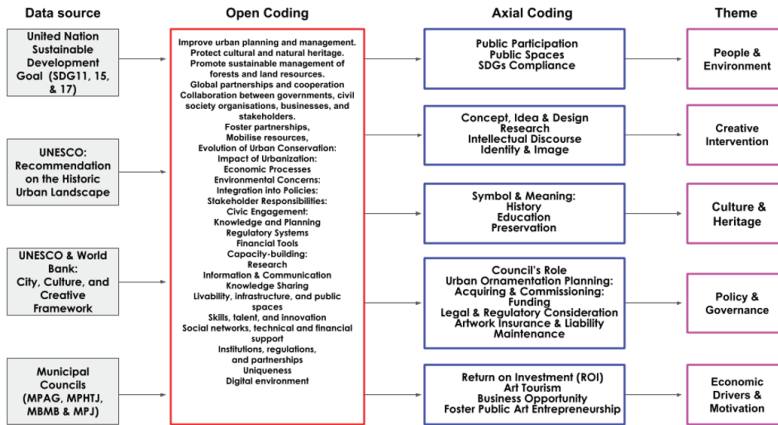 Data source
Open Coding
Axial Coding
Theme
United Nation
Sustainable
Development
Goal (SDG11, 15,
& 17)
UNESCO:
Recommendation
on the Historic
Urban Landscape
UNESCO & World
Bank:
City, Culture, and
Creative
Framework
Municipal
Councils
(MPAG, MPHTJ,
MBMB & MPJ)
Improve urban planning and management.
Protect cultural and natural heritage.
Promote sustainable management of
forests and land resources.
Global partnerships and cooperation
Collaboration between governments, civil
society organisations, businesses, and
stakeholders.
Foster partnerships,
Mobilise resources,
Evolution of Urban Conservation:
Impact of Urbanization:
Economic Processes
Environmental Concerns:
Integration into Policies:
Stakeholder Responsibilities:
Civic Engagement:
Knowledge and Planning
Regulatory Systems
Financial Tools
Capacity-building:
Research
Information & Communication
Knowledge Sharing
Livability, infrastructure, and public
spaces
Skills, talent, and innovation
Social networks, technical and financial
support
Institutions, regulations,
and partnerships
Uniqueness
Digital environment
Public Participation
Public Spaces
SDGs Compliance
Concept, Idea & Design
Research
Intellectual Discourse
Identity & Image
Symbol & Meaning:
History
Education
Preservation
Council's Role
Urban Ornamentation Planning:
Acquiring & Commissioning:
Funding
Legal & Regulatory Consideration
Artwork Insurance & Liability
Maintenance
Return on Investment (ROI)
Art Tourism
Business Opportunity
Foster Public Art Entrepreneurship
People &
Environment
Creative
Intervention
Culture &
Heritage
Policy &
Governance
Economic
Drivers &
Motivation